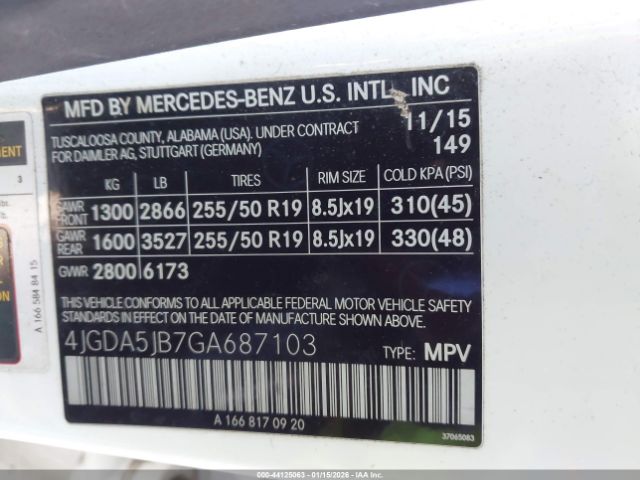 MFD BY MERCEDES-BENZ U.S. INTL, INC
TUSCALOOSA COUNTY, ALABAMA (USA). UNDER CONTRACT 11/15
FOR DAIMLER AG, STUTTGART (GERMANY) 149
KG LB TIRES RIM SIZE COLD KPA (PSI)
GAWR FRONT 1300 2866 255/50 R19 8.5Jx19 310(45)
GAWR REAR 1600 3527 255/50 R19 8.5Jx19 330(48)
GVWR 2800 6173
THIS VEHICLE CONFORMS TO ALL APPLICABLE FEDERAL MOTOR VEHICLE SAFETY
STANDARDS IN EFFECT ON THE DATE OF MANUFACTURE SHOWN ABOVE.
4JGDA5JB7GA687103 TYPE: MPV
A 166 817 09 20
37065083
3
A 166 584 84 15
000-44125063 - 01/15/2026 - IAA Inc.